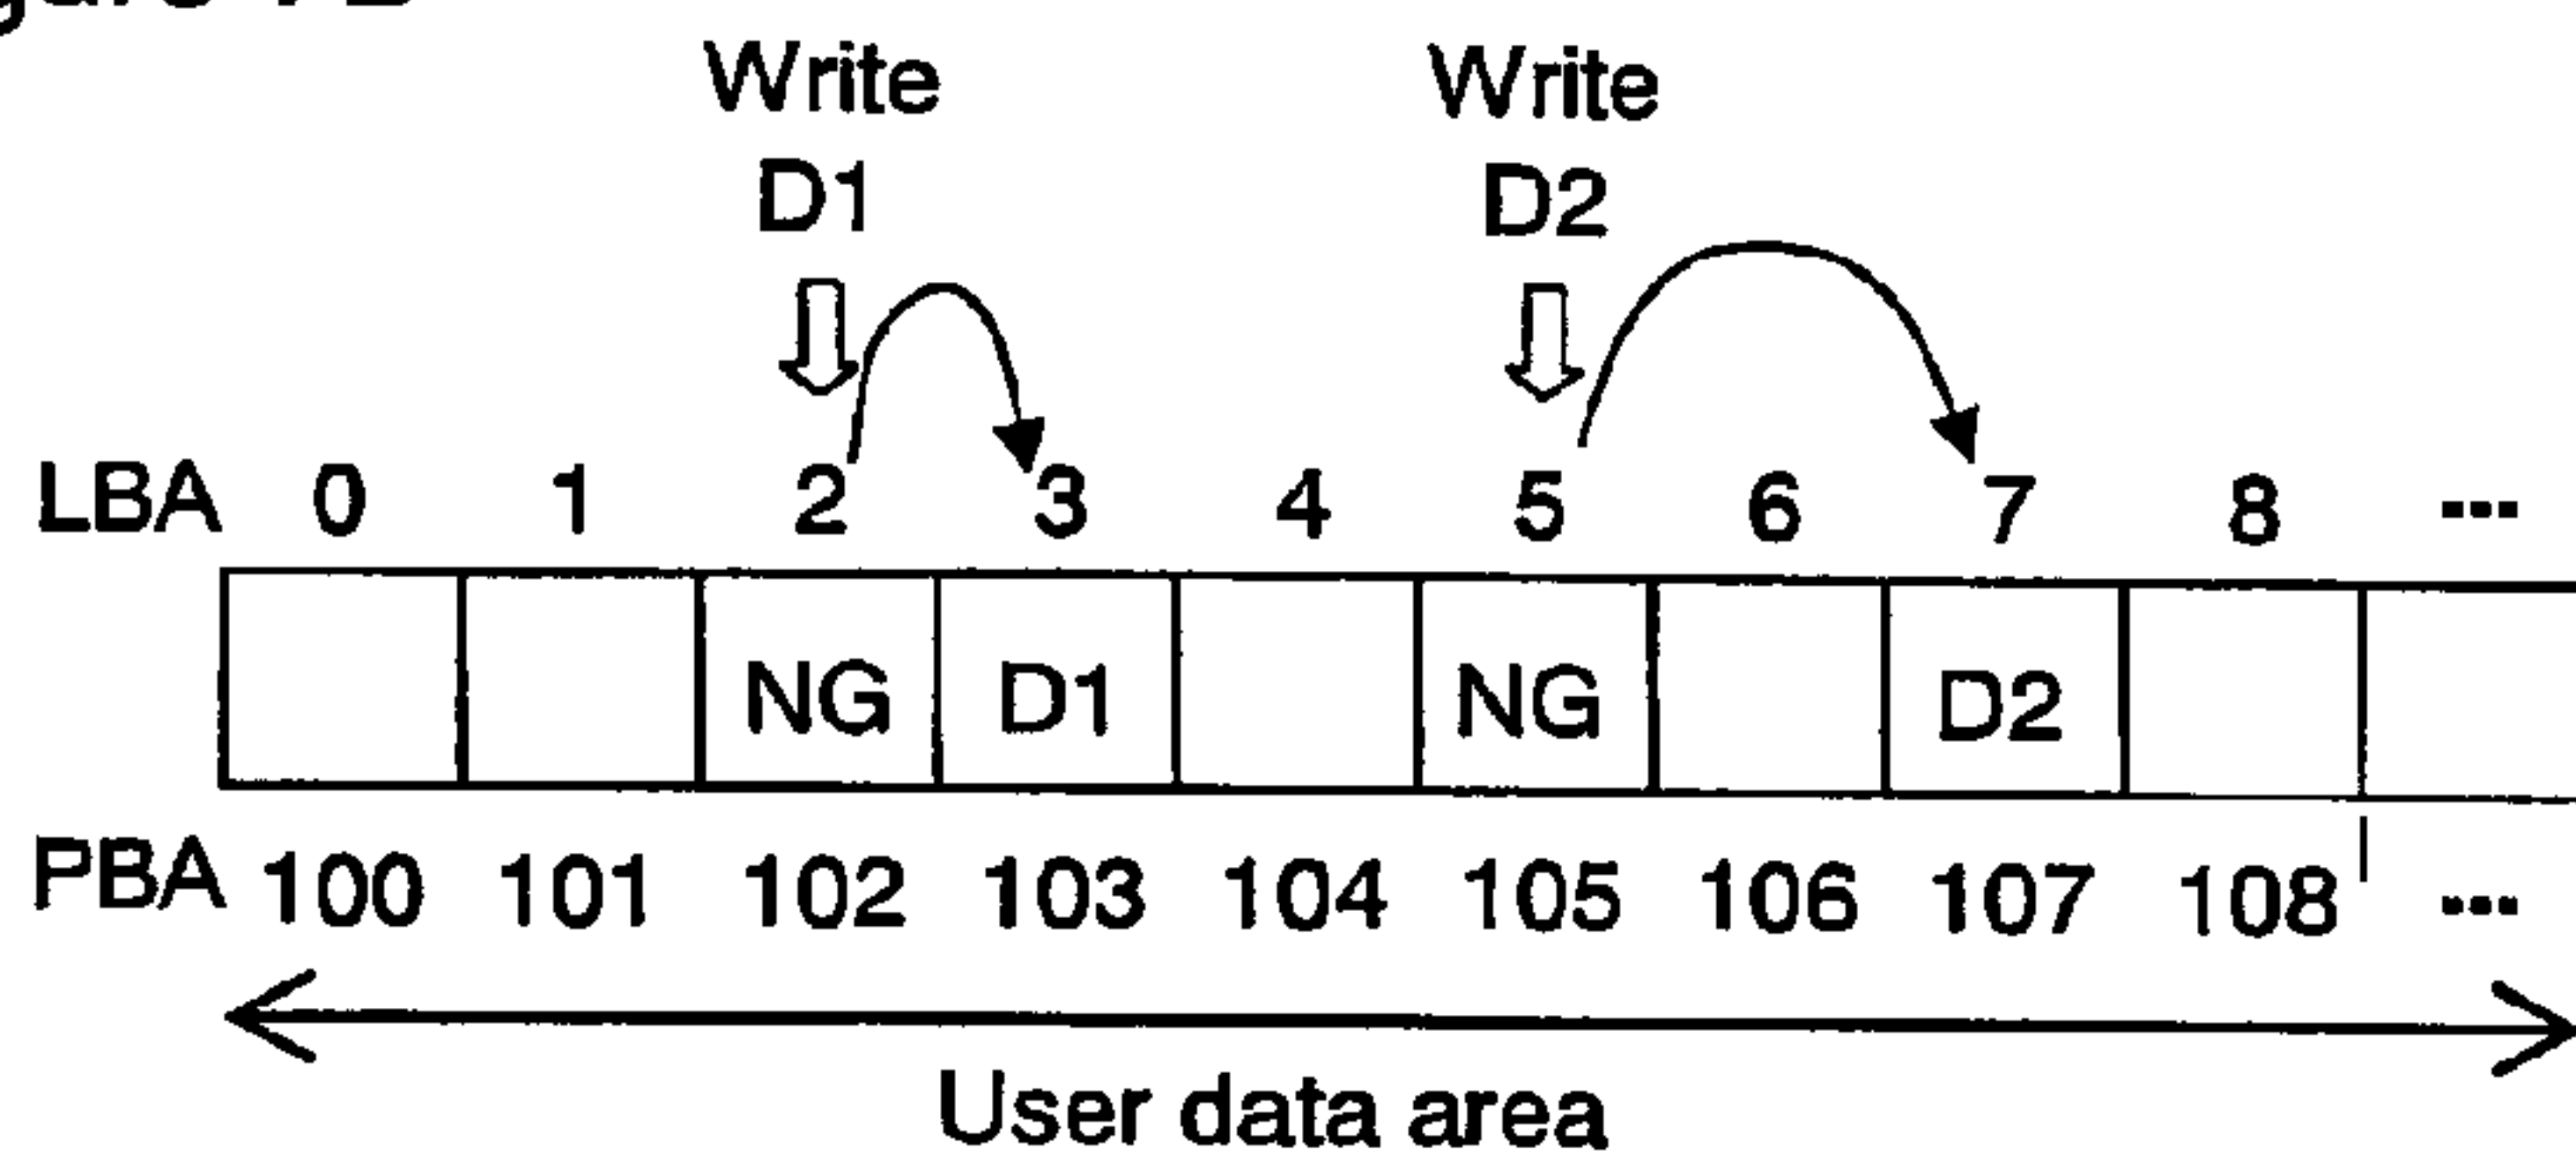 Write Write
D1 D2
LBA 0 1 2 3 4 5 6 7 8 ---
NG D1 NG D2
PBA 100 101 102 103 104 105 106 107 108 ---
User data area